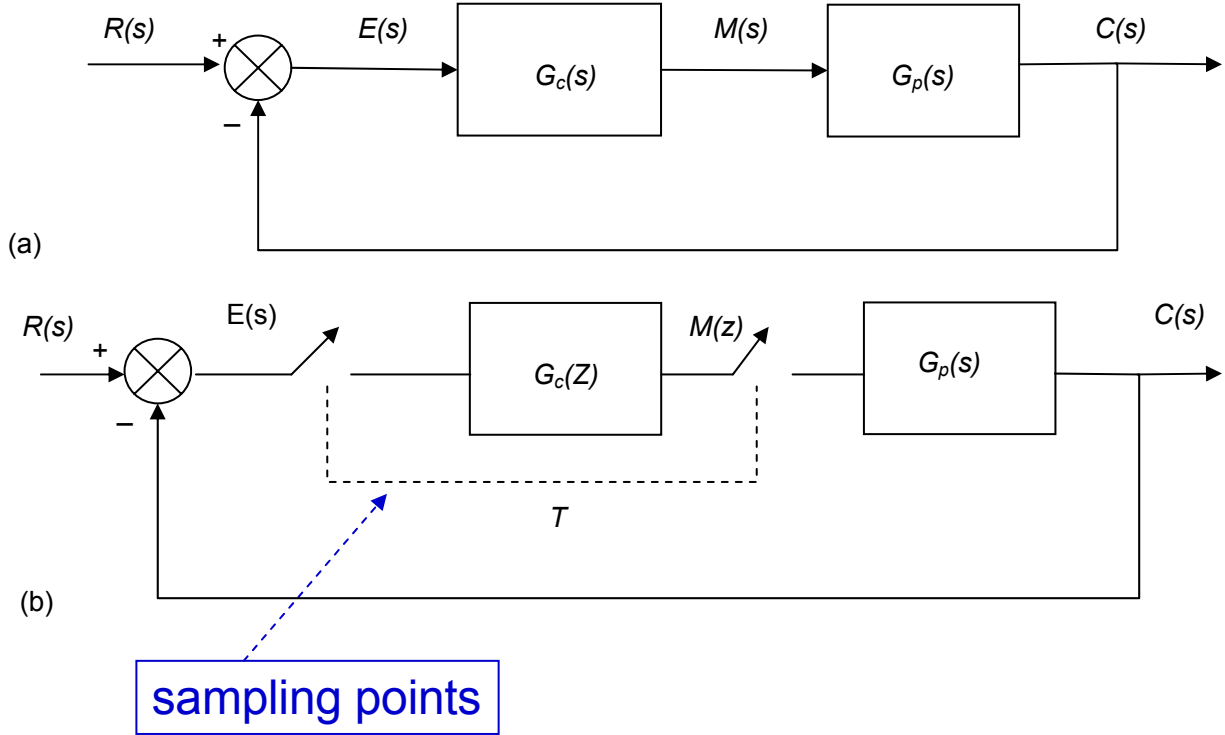 R(s)
+
−
E(s)
G_c(s)
M(s)
G_p(s)
C(s)
(a)
R(s)
+
−
E(s)
G_c(Z)
M(z)
G_p(s)
C(s)
T
(b)
sampling points